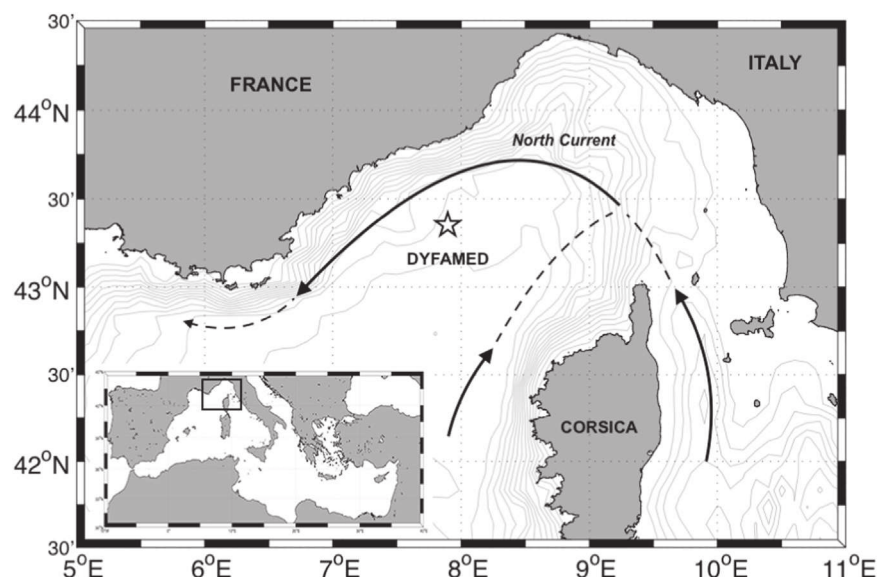 30'
44°N
30'
43°N
30'
42°N
30'
5°E 6°E 7°E 8°E 9°E 10°E 11°E
FRANCE
ITALY
North Current
DYFAMED
CORSICA